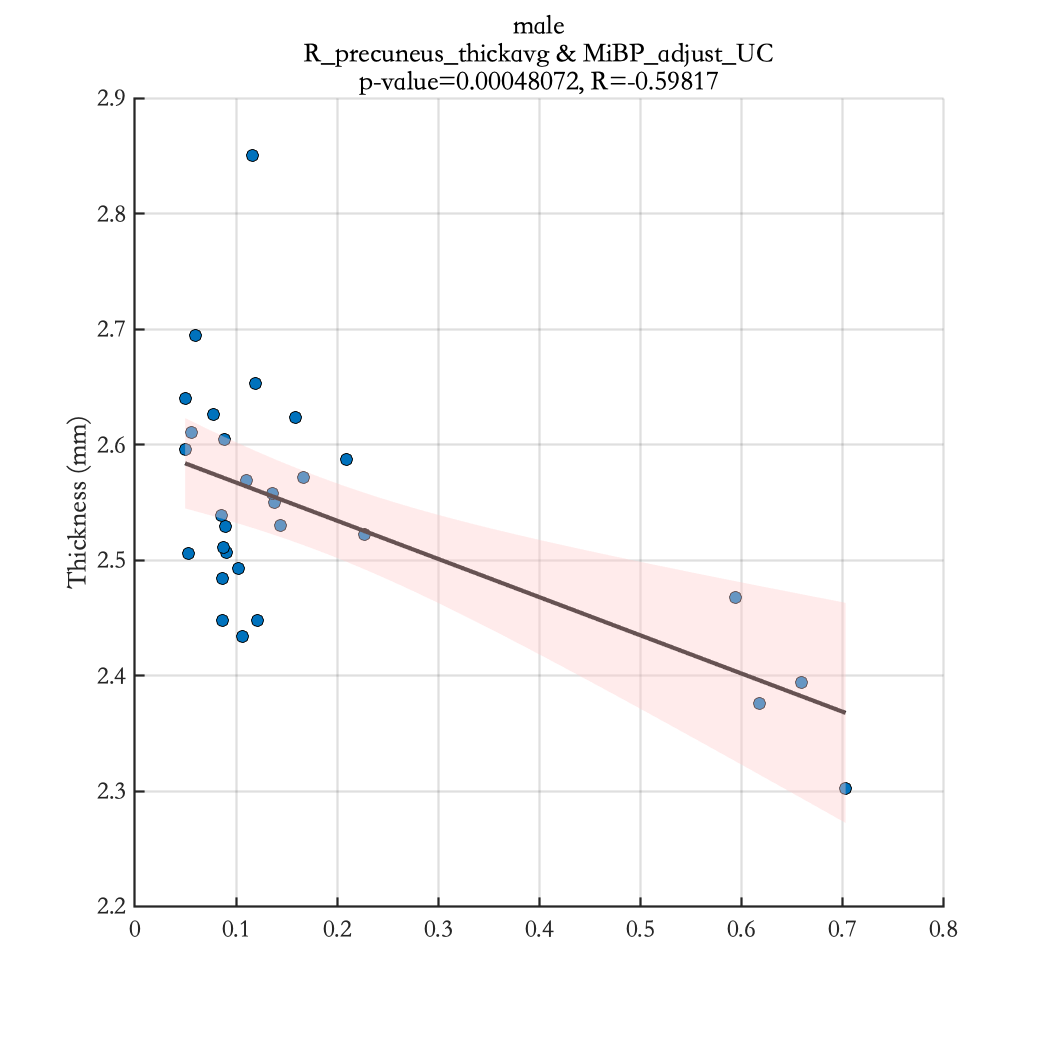 male
R_precuneus_thickavg & MiBP_adjust_UC
p-value=0.00048072, R=-0.59817
2.9
2.8
2.7
2.6
2.5
2.4
2.3
2.2
Thickness (mm)
0 0.1 0.2 0.3 0.4 0.5 0.6 0.7 0.8